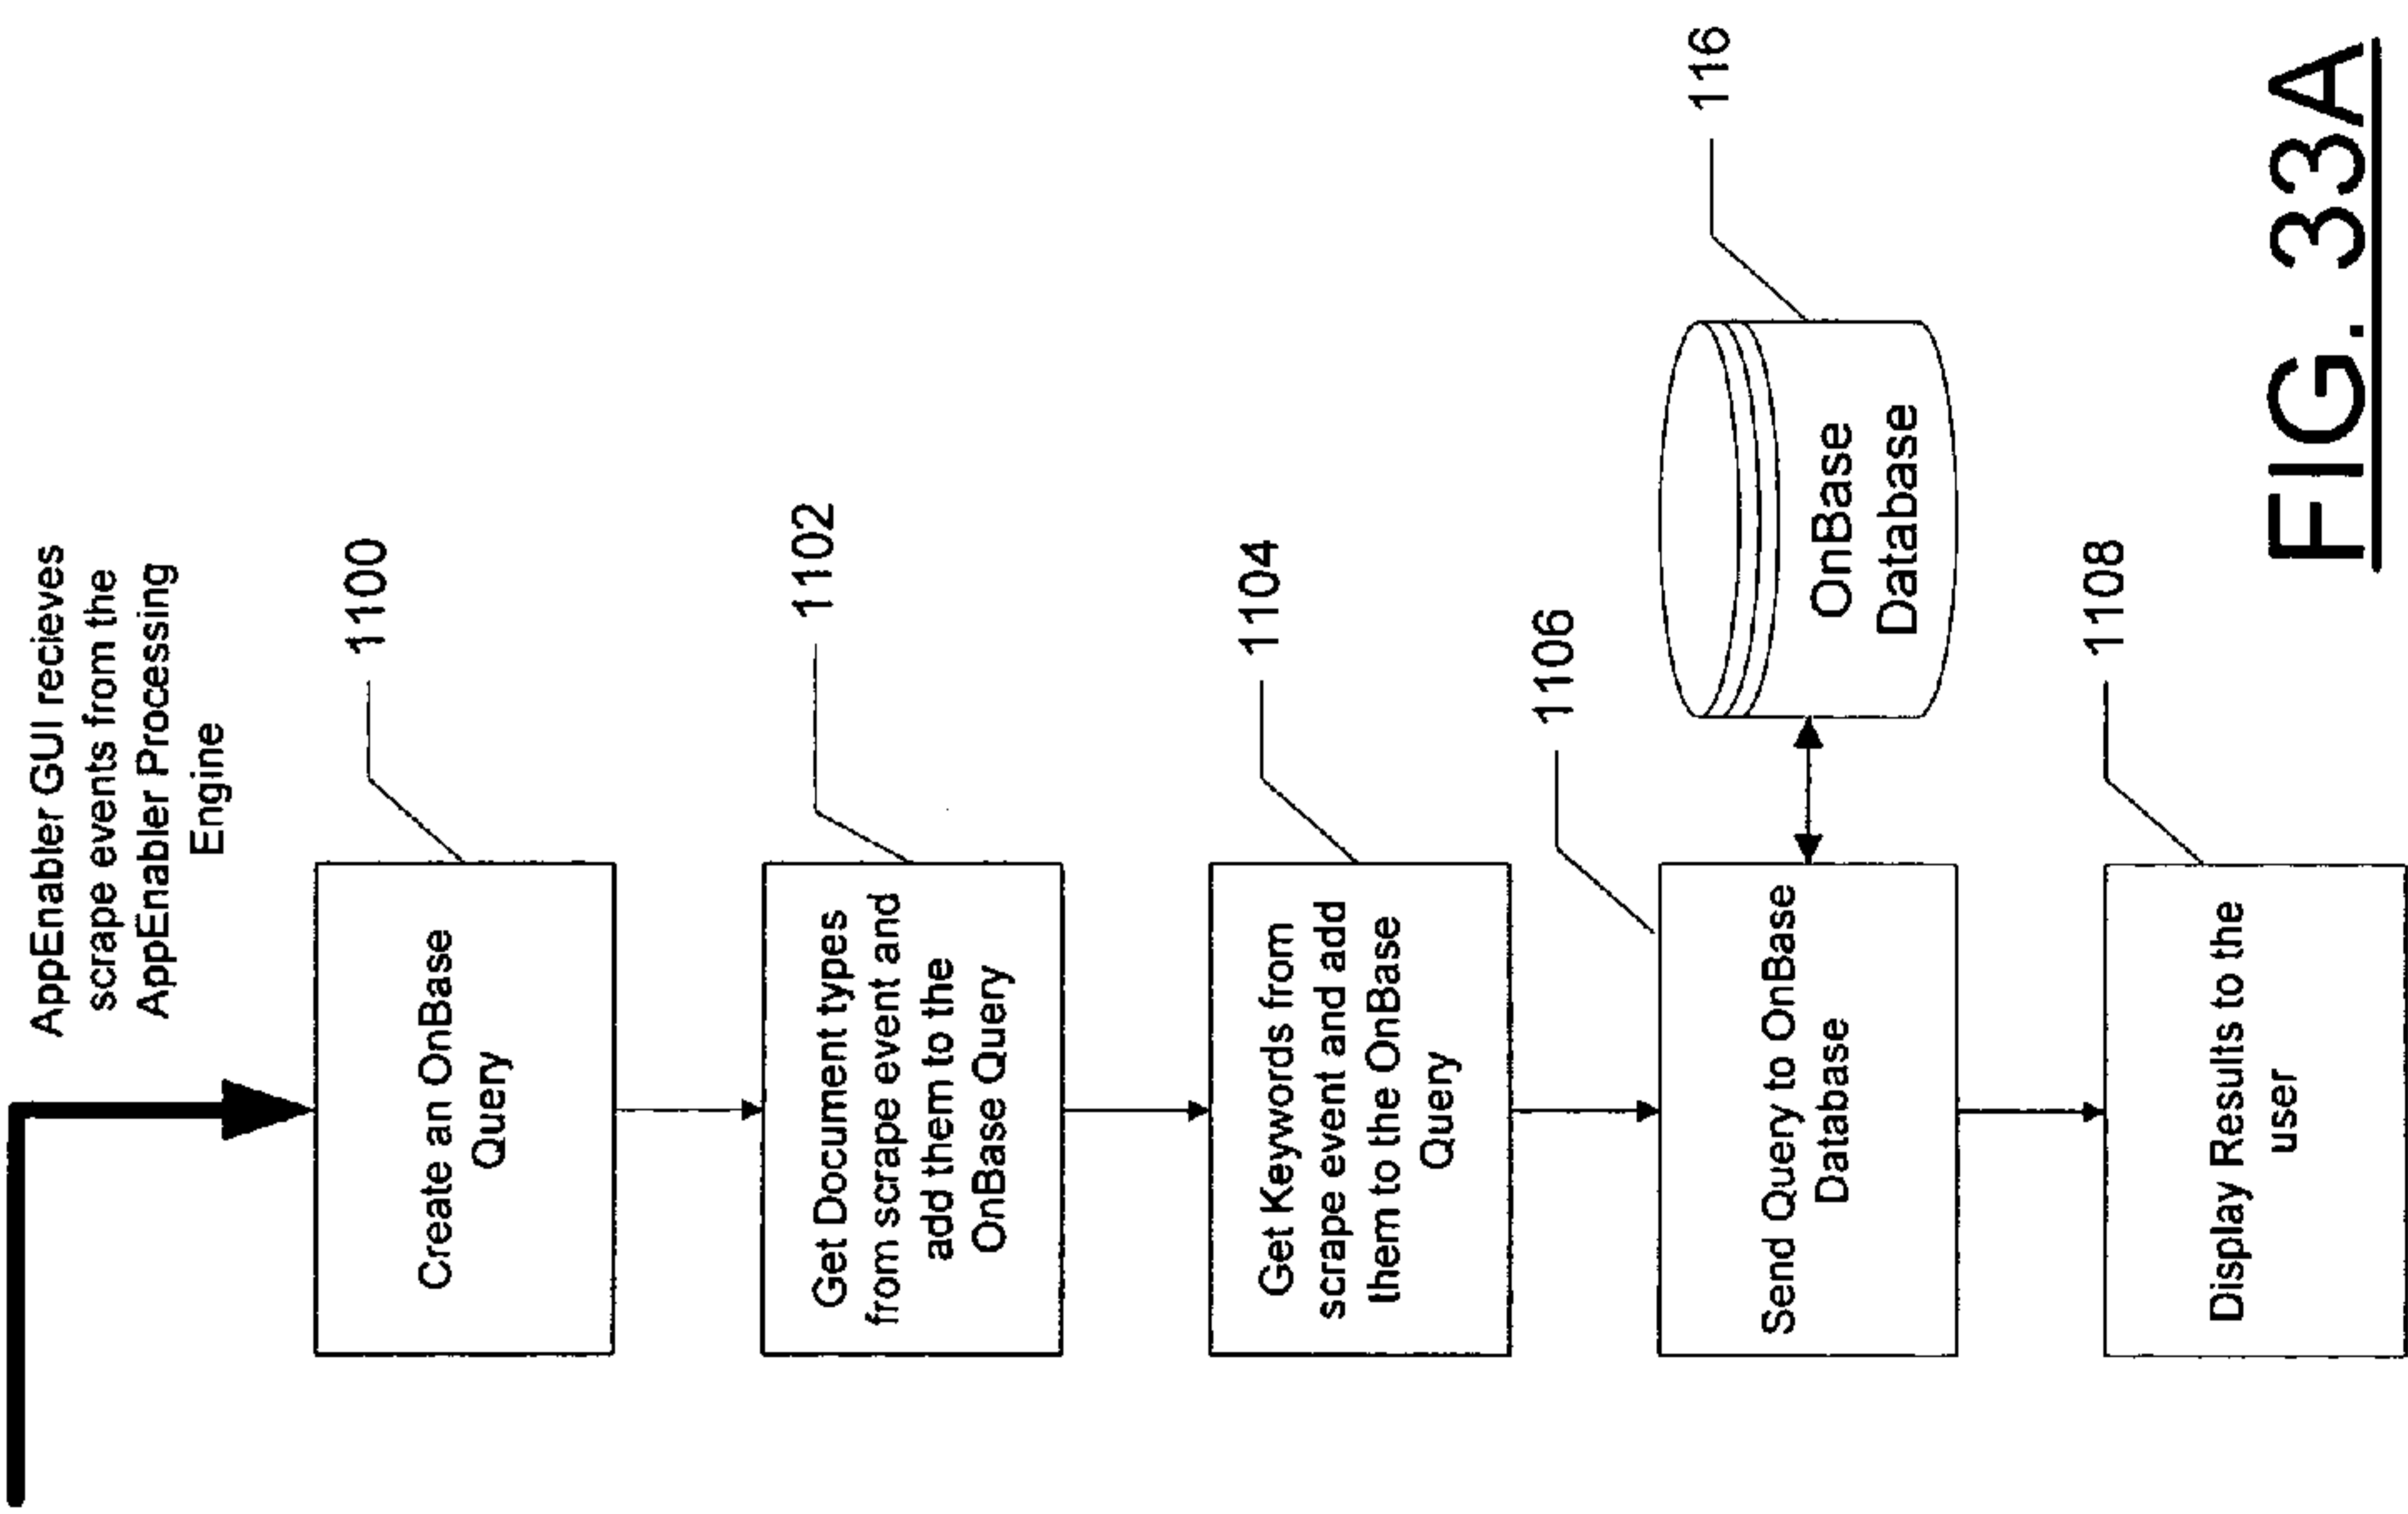 AppEnabler GUI recieves
scrape events from the
AppEnabler Processing
Engine
1100
Create an OnBase
Query
1102
Get Document types
from scrape event and
add them to the
OnBase Query
1104
Get Keywords from
scrape event and add
them to the OnBase
Query
1106
Send Query to OnBase
Database
116
OnBase
Database
1108
Display Results to the
user
FIG. 33A